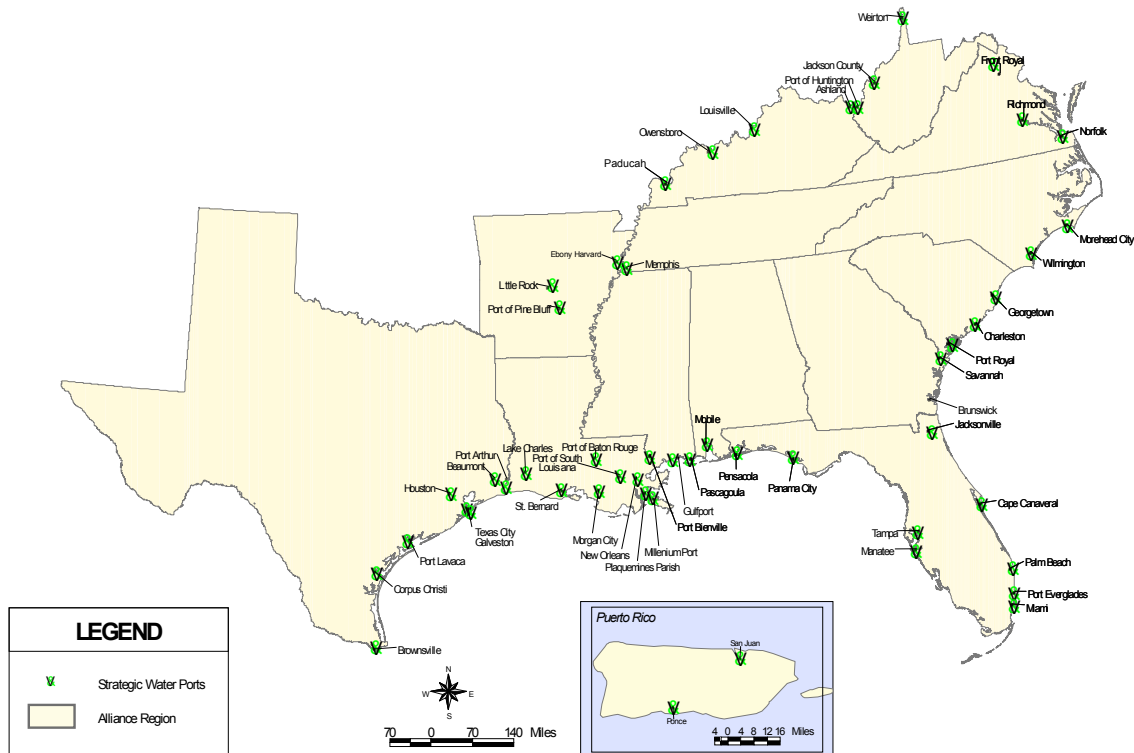 Weirton
Front Royal
Jackson County
Port of Huntington
Ashland
Richmond
Louisville
Norfolk
Owensboro
Paducah
Morehead City
Wilmington
Ebony Harvard
Memphis
Little Rock
Port of Pine Bluff
Georgetown
Charleston
Port Royal
Savannah
Brunswick
Jacksonville
Mobile
Port of Baton Rouge
Lake Charles
Port of South
Louisiana
Port Arthur
Beaumont
Houston
Pensacola
Pascagoula
Panama City
St. Bernard
Gulfport
Cape Canaveral
Texas City
Galveston
Morgan City
New Orleans
Plaquemines Parish
Millenium Port
Port Bienville
Tampa
Manatee
Port Lavaca
Palm Beach
Corpus Christi
Port Everglades
Miami
Brownsville
LEGEND
Strategic Water Ports
Alliance Region
N
W E
S
70 0 70 140 Miles
Puerto Rico
San Juan
Ponce
4 0 4 8 12 16 Miles